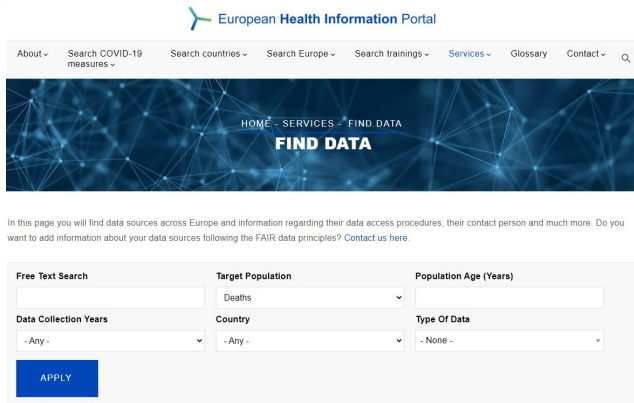 European Health Information Portal
About Search COVID-19 measures Search countries Search Europe Search trainings Services Glossary Contact
HOME - SERVICES - FIND DATA
FIND DATA
In this page you will find data sources across Europe and information regarding their data access procedures, their contact person and much more. Do you
want to add information about your data sources following the FAIR data principles? Contact us here.
Free Text Search Target Population Population Age (Years)
Deaths
Data Collection Years Country Type Of Data
- Any - - Any - - None -
APPLY